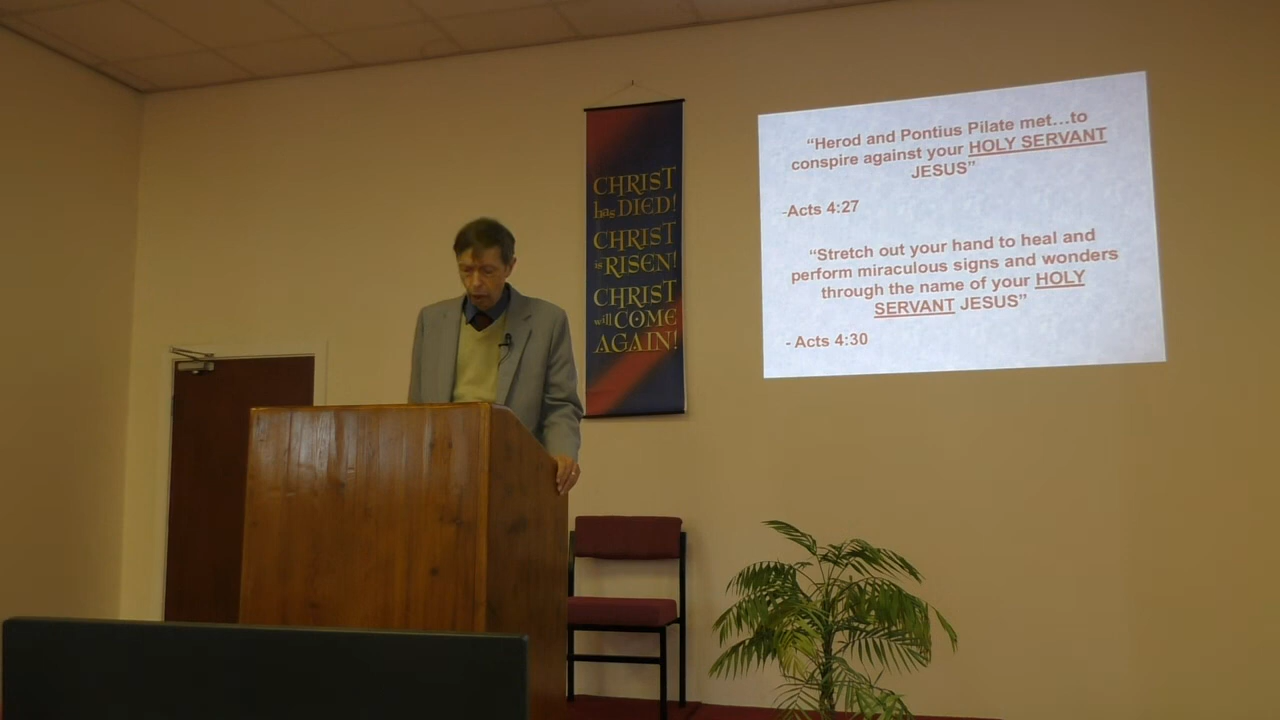 CHRIST
has DIED!
CHRIST
is RISEN!
CHRIST
will COME
AGAIN!
“Herod and Pontius Pilate met...to
conspire against your HOLY SERVANT
JESUS”
-Acts 4:27
“Stretch out your hand to heal and
perform miraculous signs and wonders
through the name of your HOLY
SERVANT JESUS”
- Acts 4:30